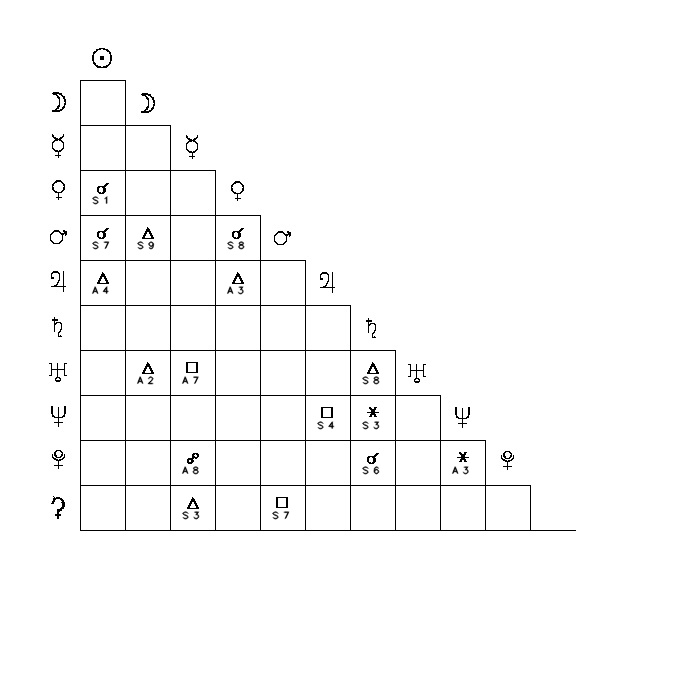 ☉
☽ ☽
☿ ☿
♀ ☌ S 1 ♀
♂ ☌ S 7 △ S 9 ☌ S 8 ♂
♃ △ A 4 △ A 3 ♃
♄ ♄
♅ △ A 2 □ A 7 △ S 8 ♅
♆ □ S 4 ⚹ S 3 ♆
♇ ☍ A 8 ☌ S 6 ⚹ A 3 ♇
⚳ △ S 3 □ S 7